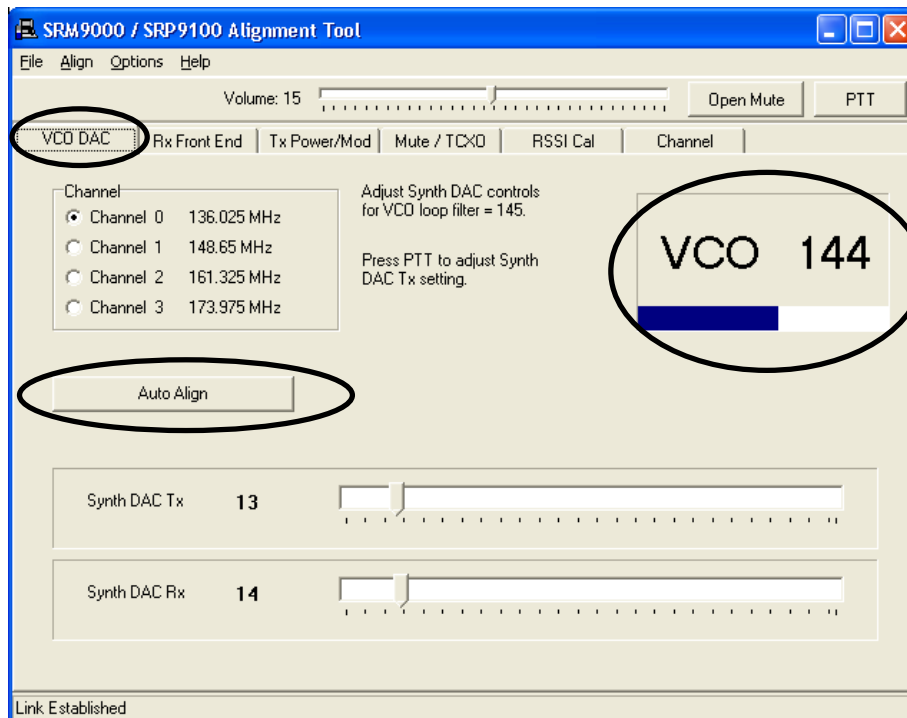 SRM9000 / SRP9100 Alignment Tool
File Align Options Help
Volume: 15 Open Mute PTT
VCO DAC Rx Front End Tx Power/Mod Mute / TCXO RSSI Cal Channel
Channel
Channel 0 136.025 MHz
Channel 1 148.65 MHz
Channel 2 161.325 MHz
Channel 3 173.975 MHz
Adjust Synth DAC controls
for VCO loop filter = 145.
Press PTT to adjust Synth
DAC Tx setting.
VCO 144
Auto Align
Synth DAC Tx 13
Synth DAC Rx 14
Link Established